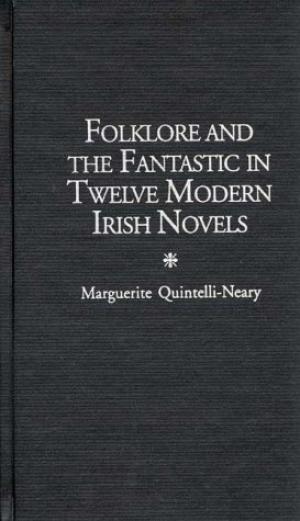 FOLKLORE AND
THE FANTASTIC IN
TWELVE MODERN
IRISH NOVELS
Marguerite Quintelli-Neary